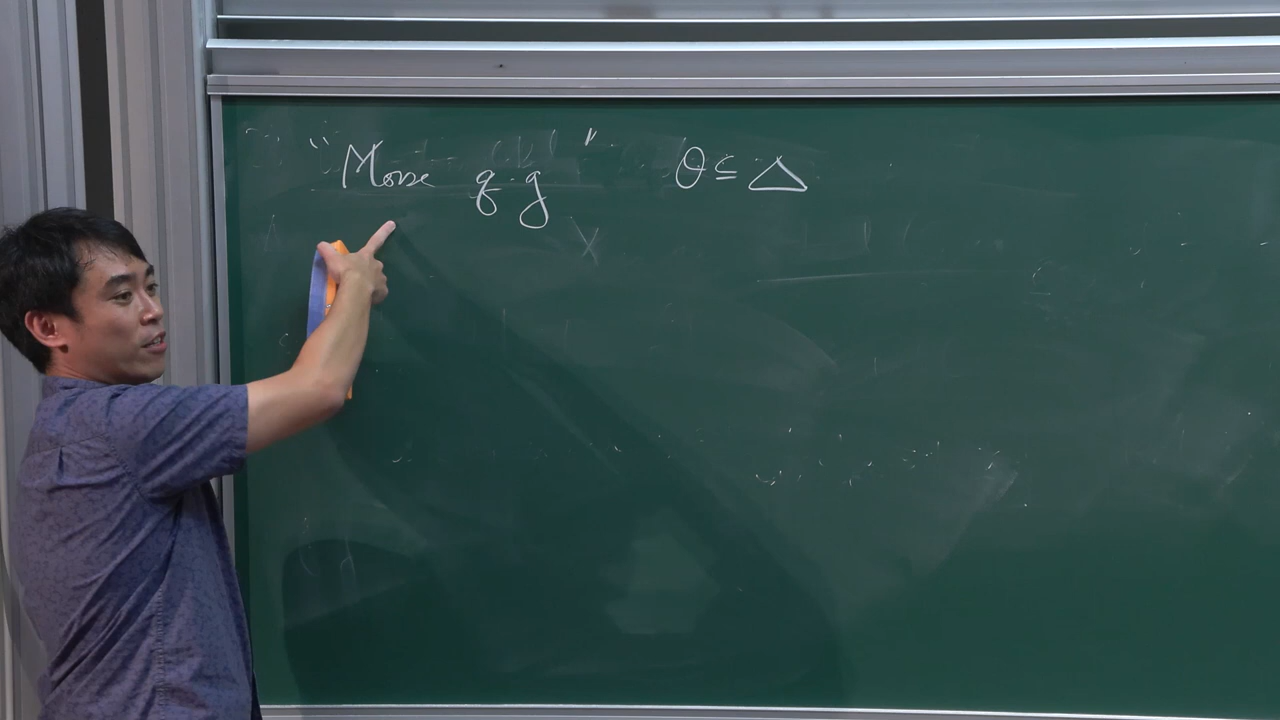 "Morse q.g" θ ⊆ △